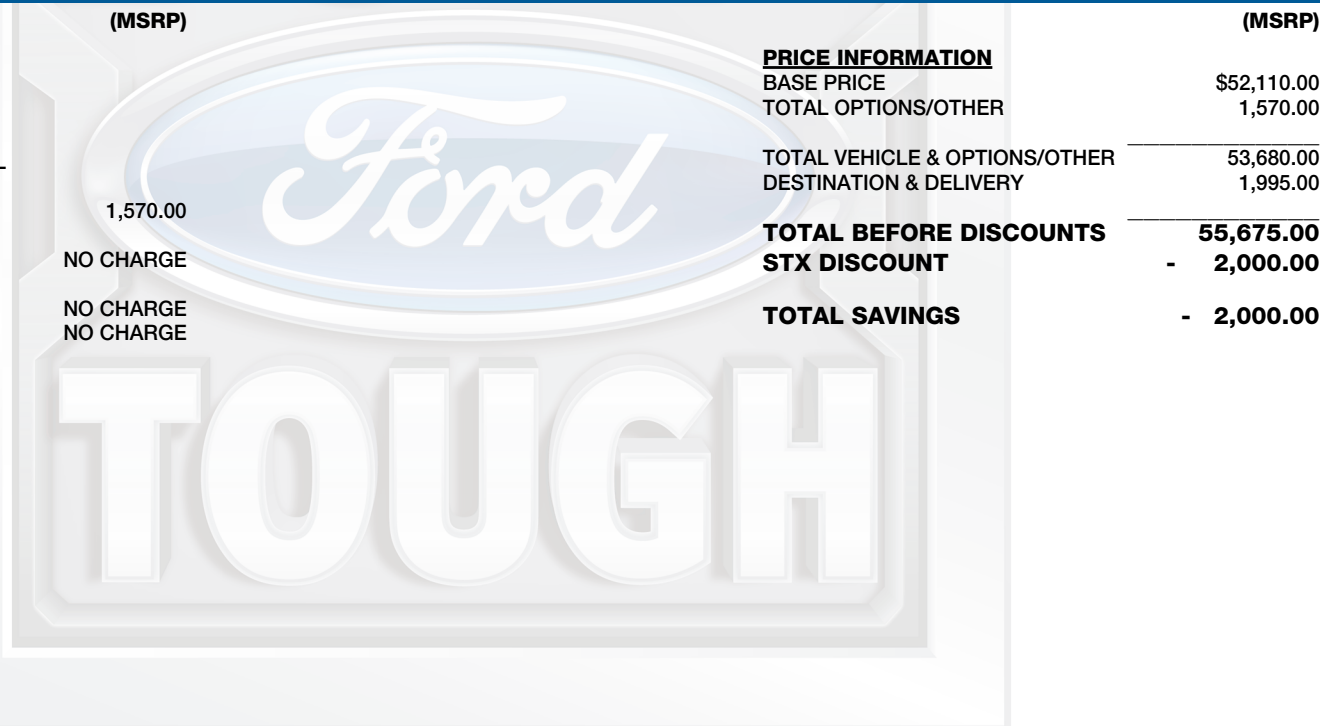 (MSRP)
1,570.00
NO CHARGE
NO CHARGE
NO CHARGE
(MSRP)
PRICE INFORMATION
BASE PRICE $52,110.00
TOTAL OPTIONS/OTHER 1,570.00
TOTAL VEHICLE & OPTIONS/OTHER 53,680.00
DESTINATION & DELIVERY 1,995.00
TOTAL BEFORE DISCOUNTS 55,675.00
STX DISCOUNT - 2,000.00
TOTAL SAVINGS - 2,000.00
Ford
TOUGH